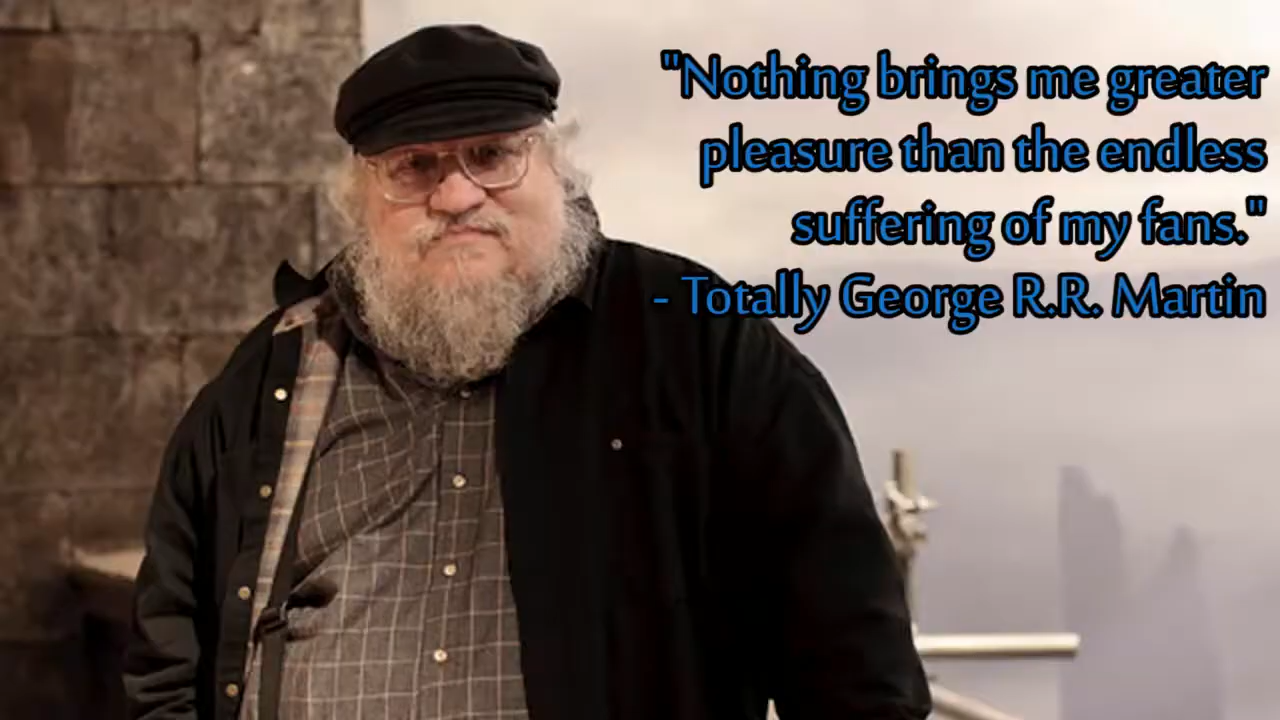 "Nothing brings me greater
pleasure than the endless
suffering of my fans."
- Totally George R.R. Martin